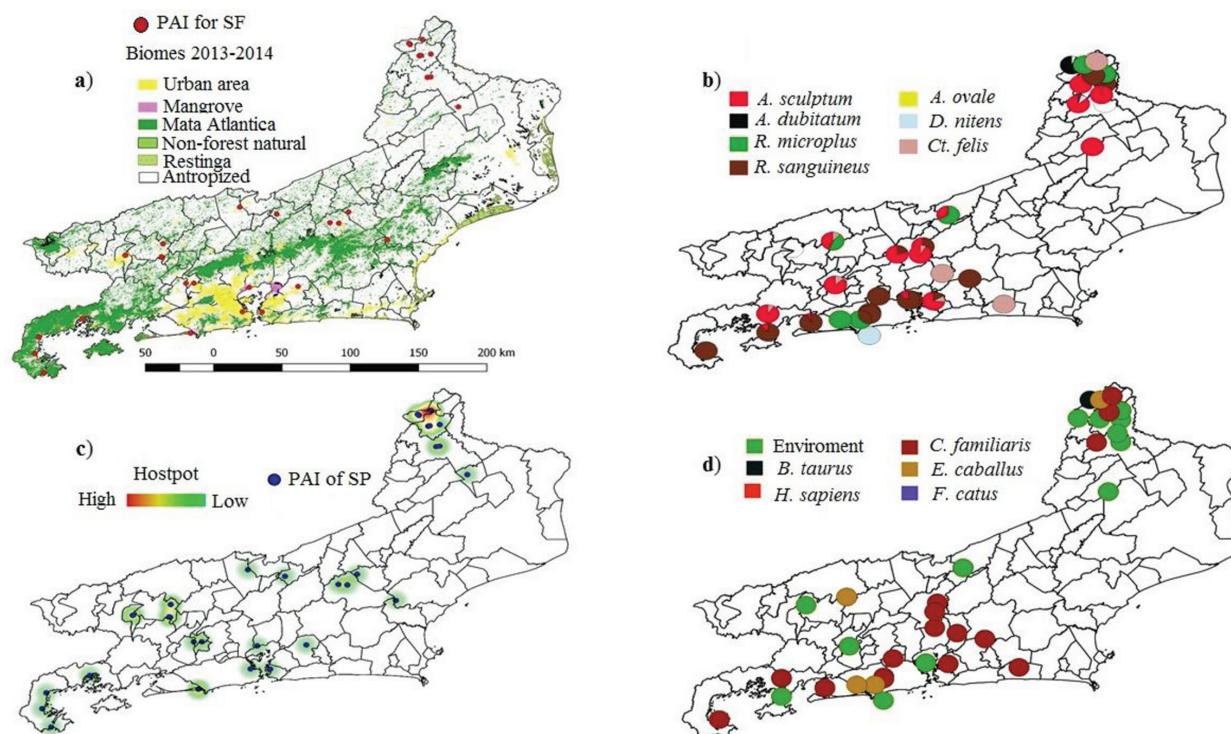 PAI for SF
Biomes 2013-2014
a)
Urban area
Mangrove
Mata Atlantica
Non-forest natural
Restinga
Antropized
50 0 50 100 150 200 km
b)
A. sculptum
A. dubitatum
R. microplus
R. sanguineus
A. ovale
D. nitens
Ct. felis
c)
Hostpot
High Low
PAI of SP
d)
Enviroment
B. taurus
H. sapiens
C. familiaris
E. caballus
F. catus